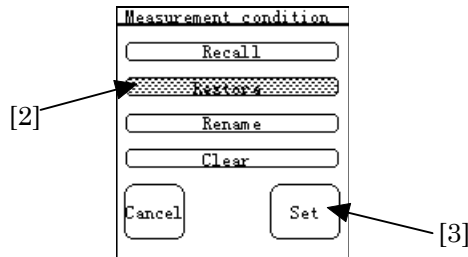 Measurement condition
Recall
[2]
Restore
Rename
Clear
Cancel
Set
[3]